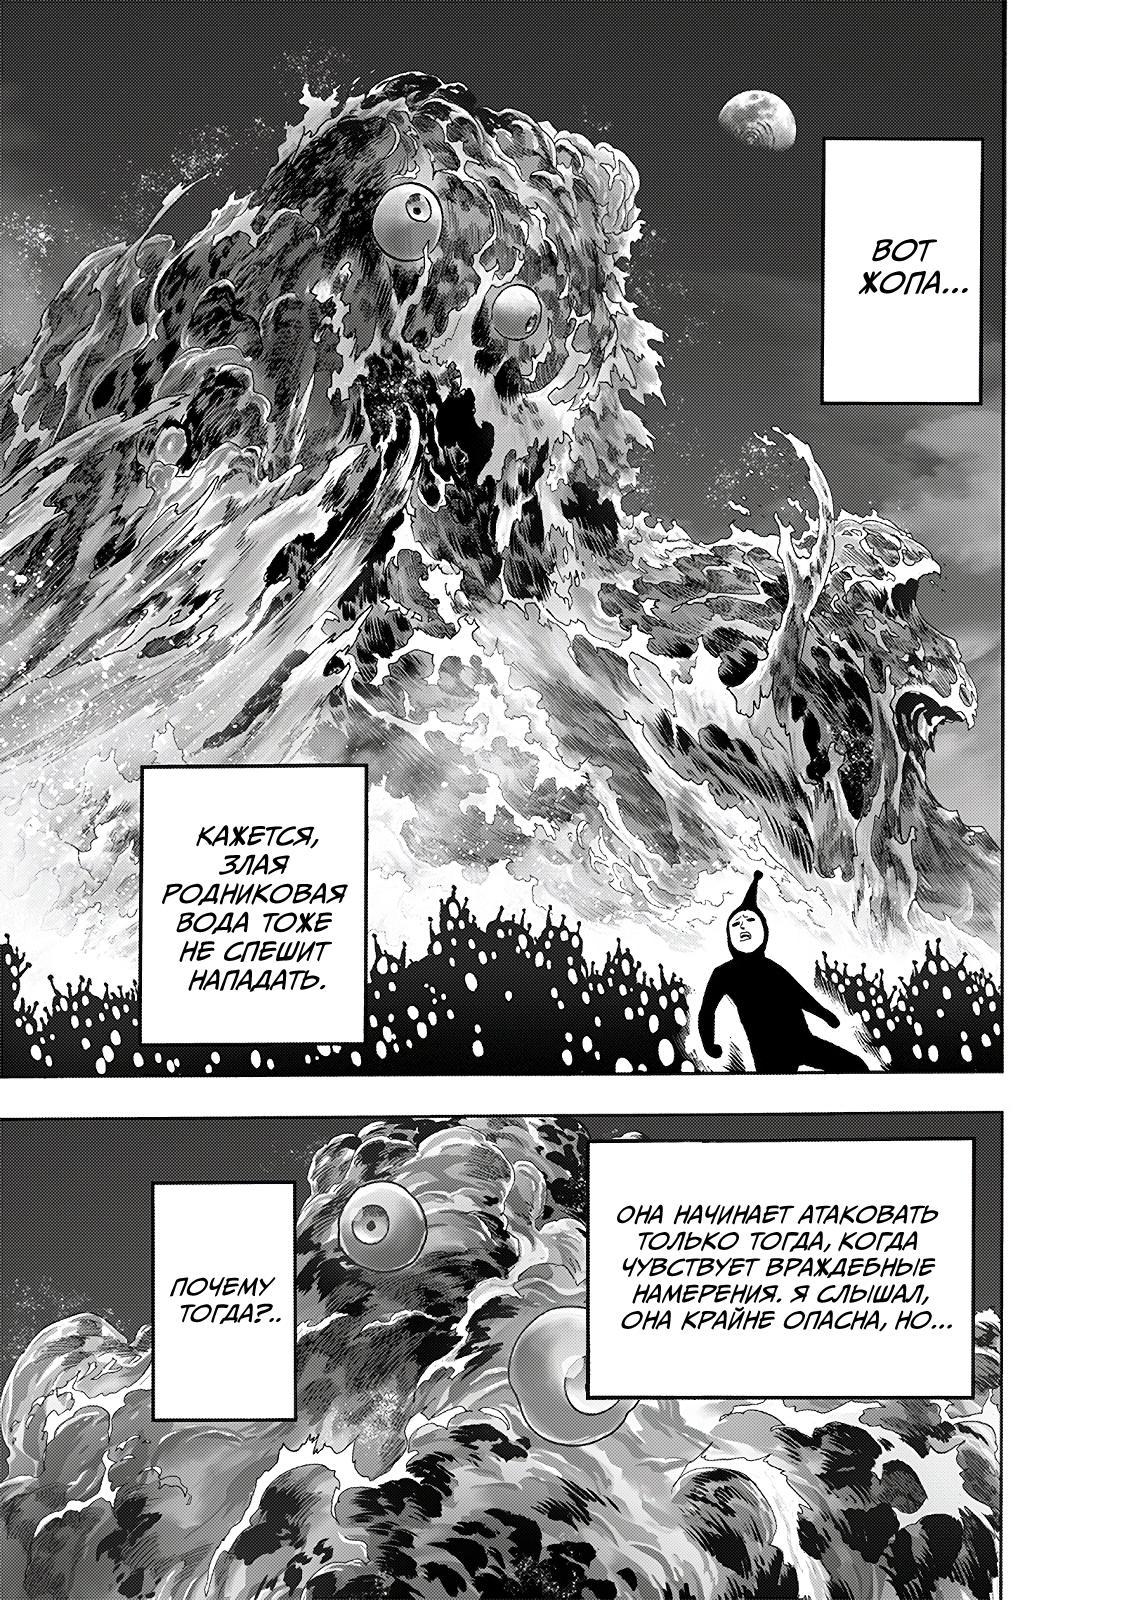 ВОТ
ЖОПА...
КАЖЕТСЯ,
ЗЛАЯ
РОДНИКОВАЯ
ВОДА ТОЖЕ
НЕ СПЕШИТ
НАПАДАТЬ.
ОНА НАЧИНАЕТ АТАКОВАТЬ
ТОЛЬКО ТОГДА, КОГДА
ЧУВСТВУЕТ ВРАЖДЕБНЫЕ
НАМЕРЕНИЯ. Я СЛЫШАЛ,
ОНА КРАЙНЕ ОПАСНА, НО...
ПОЧЕМУ
ТОГДА?..